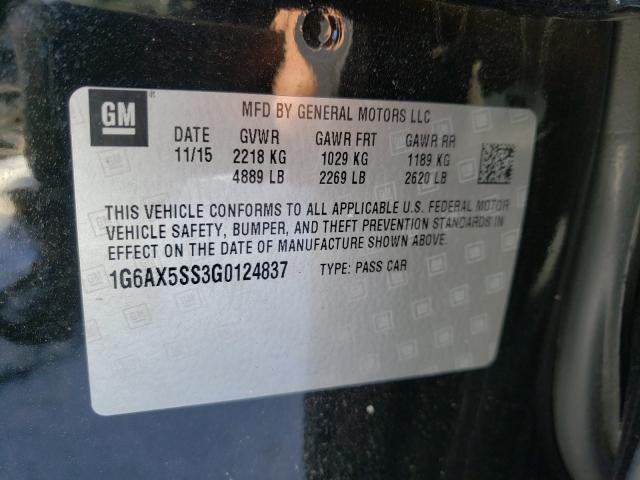 GM
MFD BY GENERAL MOTORS LLC
DATE GVWR GAWR FRT GAWR RR
11/15 2218 KG 1029 KG 1189 KG
4889 LB 2269 LB 2620 LB
THIS VEHICLE CONFORMS TO ALL APPLICABLE U.S. FEDERAL MOTOR
VEHICLE SAFETY, BUMPER, AND THEFT PREVENTION STANDARDS IN
EFFECT ON THE DATE OF MANUFACTURE SHOWN ABOVE.
1G6AX5SS3G0124837 TYPE: PASS CAR